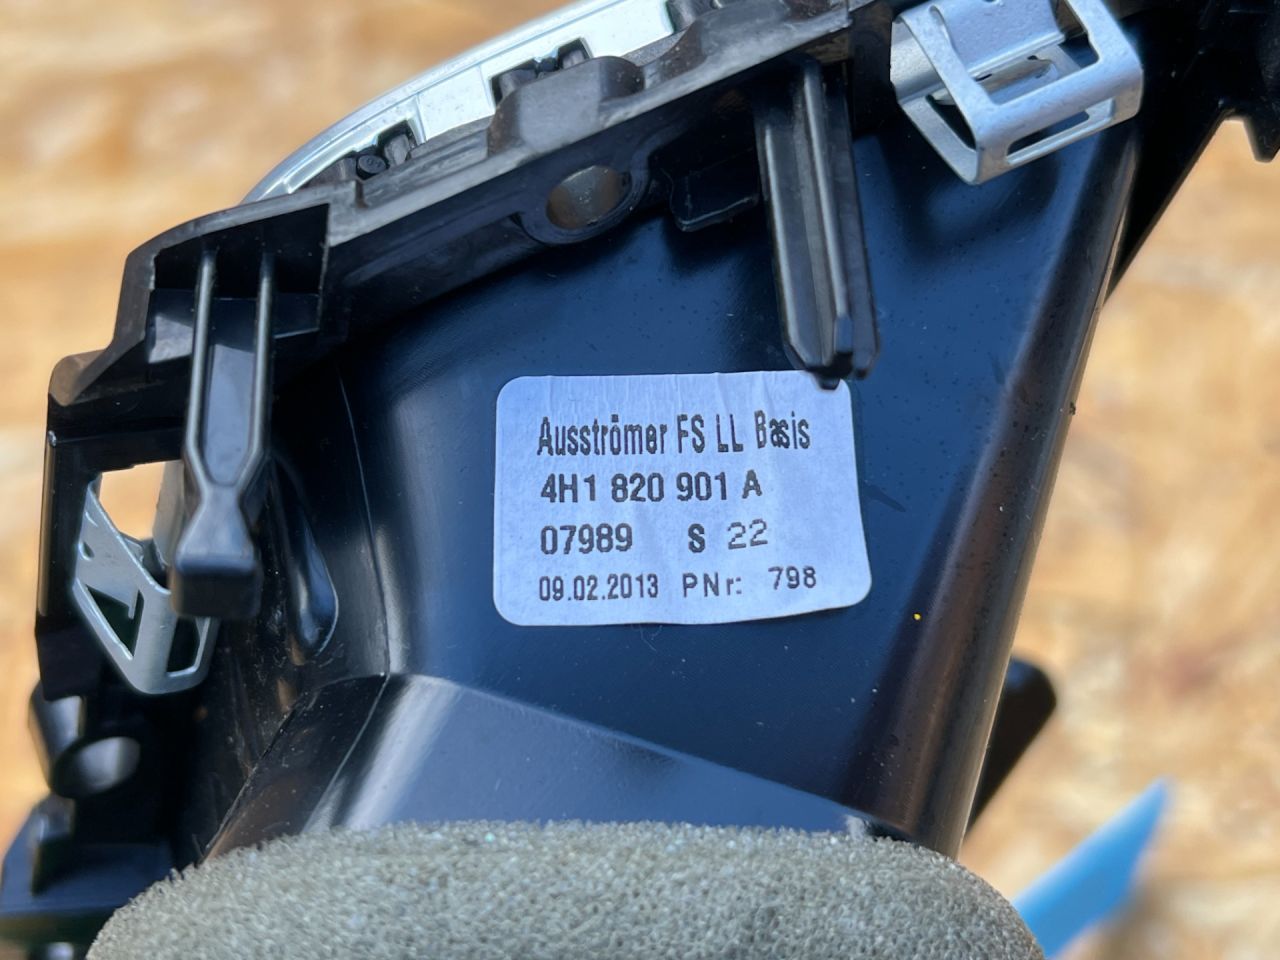 Ausströmer FS LL Basis
4H1 820 901 A
07989 S 22
09.02.2013 PNr: 798